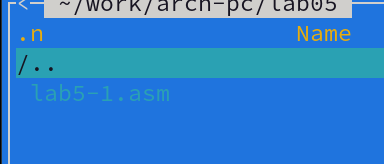 <— ~/work/arch-pc/lab05
.n Name
/..
lab5-1.asm